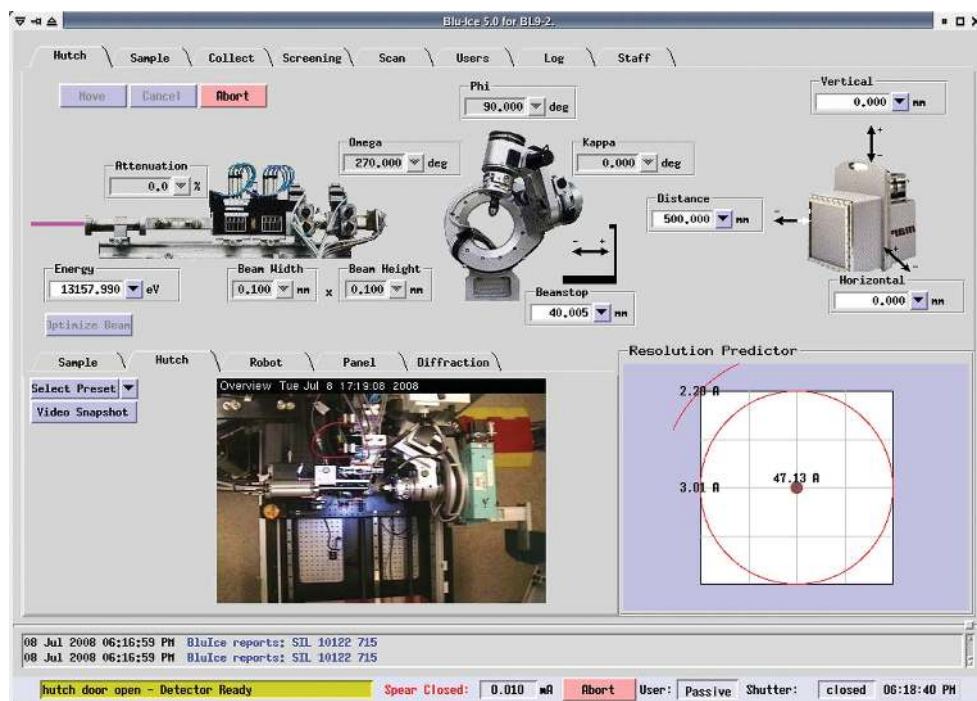 Blu-Ice 5.0 for BL9-2.
Hutch Sample Collect Screening Scan Users Log Staff
Move Cancel Abort
Phi
90.000 deg
Vertical
0.000 mm
Omega
270.000 deg
Kappa
0.000 deg
Attenuation
0.0 %
Distance
500.000 mm
Energy
13157.990 eV
Beam Width
0.100 mm x
Beam Height
0.100 mm
Beamstop
40.005 mm
Horizontal
0.000 mm
Optimize Beam
Sample Hutch Robot Panel Diffraction
Select Preset
Video Snapshot
Overview Tue Jul 8 17:19:08 2008
Resolution Predictor
2.20 A
47.13 A
3.01 A
08 Jul 2008 06:16:59 PM BluIce reports: SIL 10122 715
08 Jul 2008 06:16:59 PM BluIce reports: SIL 10122 715
hutch door open - Detector Ready Spear Closed: 0.010 mA Abort User: Passive Shutter: closed 06:18:40 PM